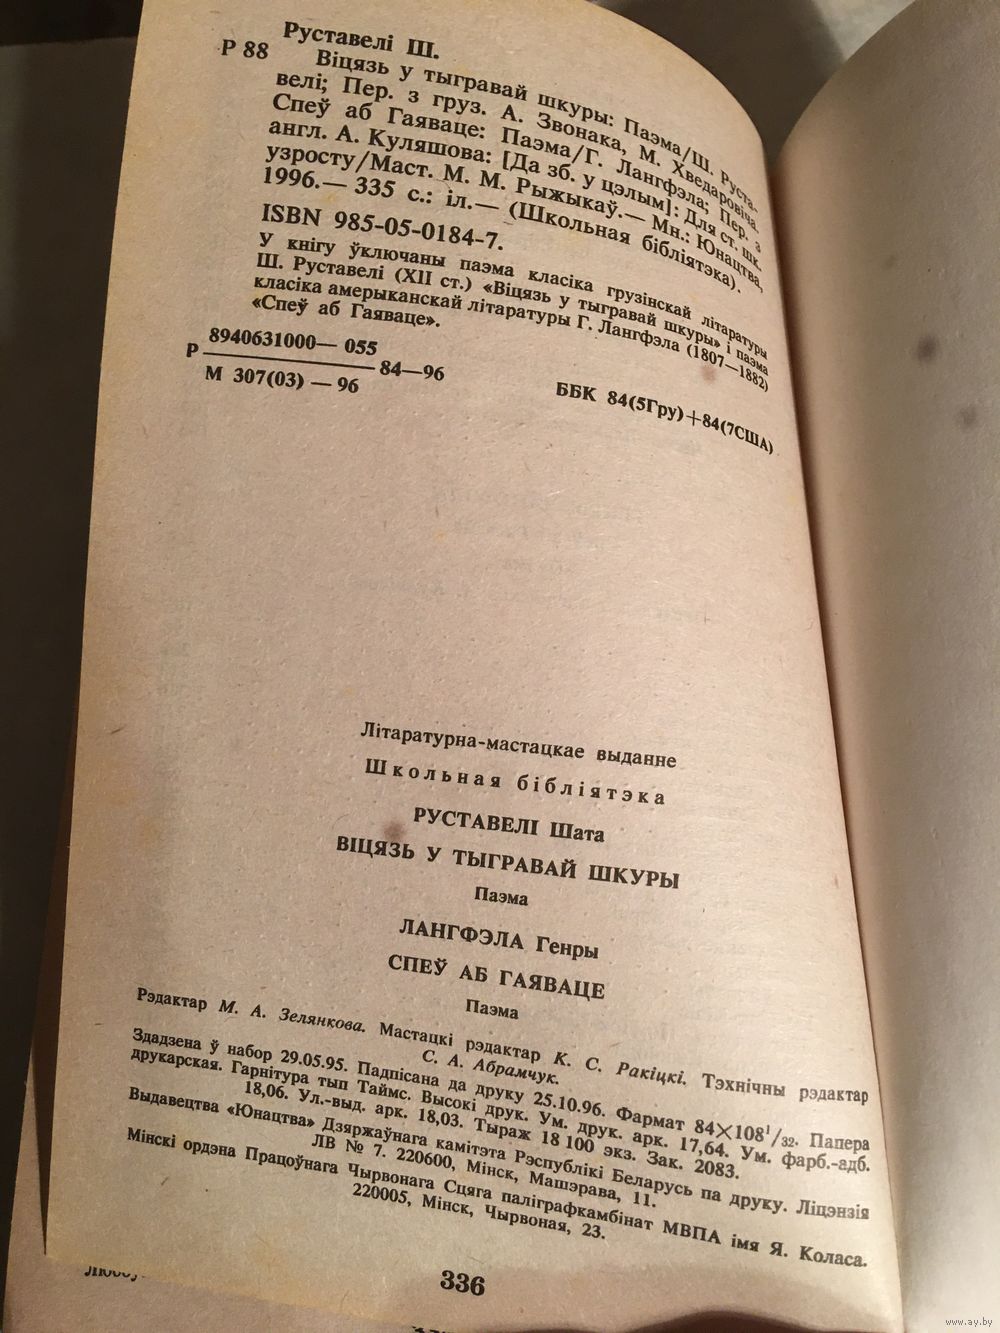 Руставелі Ш.
Р 88 Віцязь у тыгравай шкуры: Паэма/Ш. Руста-
велі; Пер. з груз. А. Звонака, М. Хведаровіча.
Спеў аб Гаяваце: Паэма/Г. Лангфэла; Пер. з
англ. А. Куляшова: [Да зб. у цэлым]: Для ст. шк.
узросту/Маст. М. М. Рыжыкаў.— Мн.: Юнацтва,
1996.— 335 с.: іл.— (Школьная бібліятэка).
ISBN 985-05-0184-7.
У кнігу ўключаны паэма класіка грузінскай літаратуры
Ш. Руставелі (XII ст.) «Віцязь у тыгравай шкуры» і паэма
класіка амерыканскай літаратуры Г. Лангфэла (1807—1882)
«Спеў аб Гаяваце».
8940631000— 055
Р 84—96
М 307(03) — 96
ББК 84(5Гру)+84(7США)
Літаратурна-мастацкае выданне
Школьная бібліятэка
РУСТАВЕЛІ Шата
ВІЦЯЗЬ У ТЫГРАВАЙ ШКУРЫ
Паэма
ЛАНГФЭЛА Генры
СПЕЎ АБ ГАЯВАЦЕ
Паэма
Рэдактар М. А. Зелянкова. Мастацкі рэдактар К. С. Ракіцкі. Тэхнічны рэдактар
С. А. Абрамчук.
Здадзена ў набор 29.05.95. Падпісана да друку 25.10.96. Фармат 84×108¹/₃₂. Папера
друкарская. Гарнітура тып Таймс. Высокі друк. Ум. друк. арк. 17,64. Ум. фарб.-адб.
18,06. Ул.-выд. арк. 18,03. Тыраж 18 100 экз. Зак. 2083.
Выдавецтва «Юнацтва» Дзяржаўнага камітэта Рэспублікі Беларусь па друку. Ліцэнзія
ЛВ № 7. 220600, Мінск, Машэрава, 11.
Мінскі ордэна Працоўнага Чырвонага Сцяга паліграфкамбінат МВПА імя Я. Коласа.
220005, Мінск, Чырвоная, 23.
336
www.ay.by